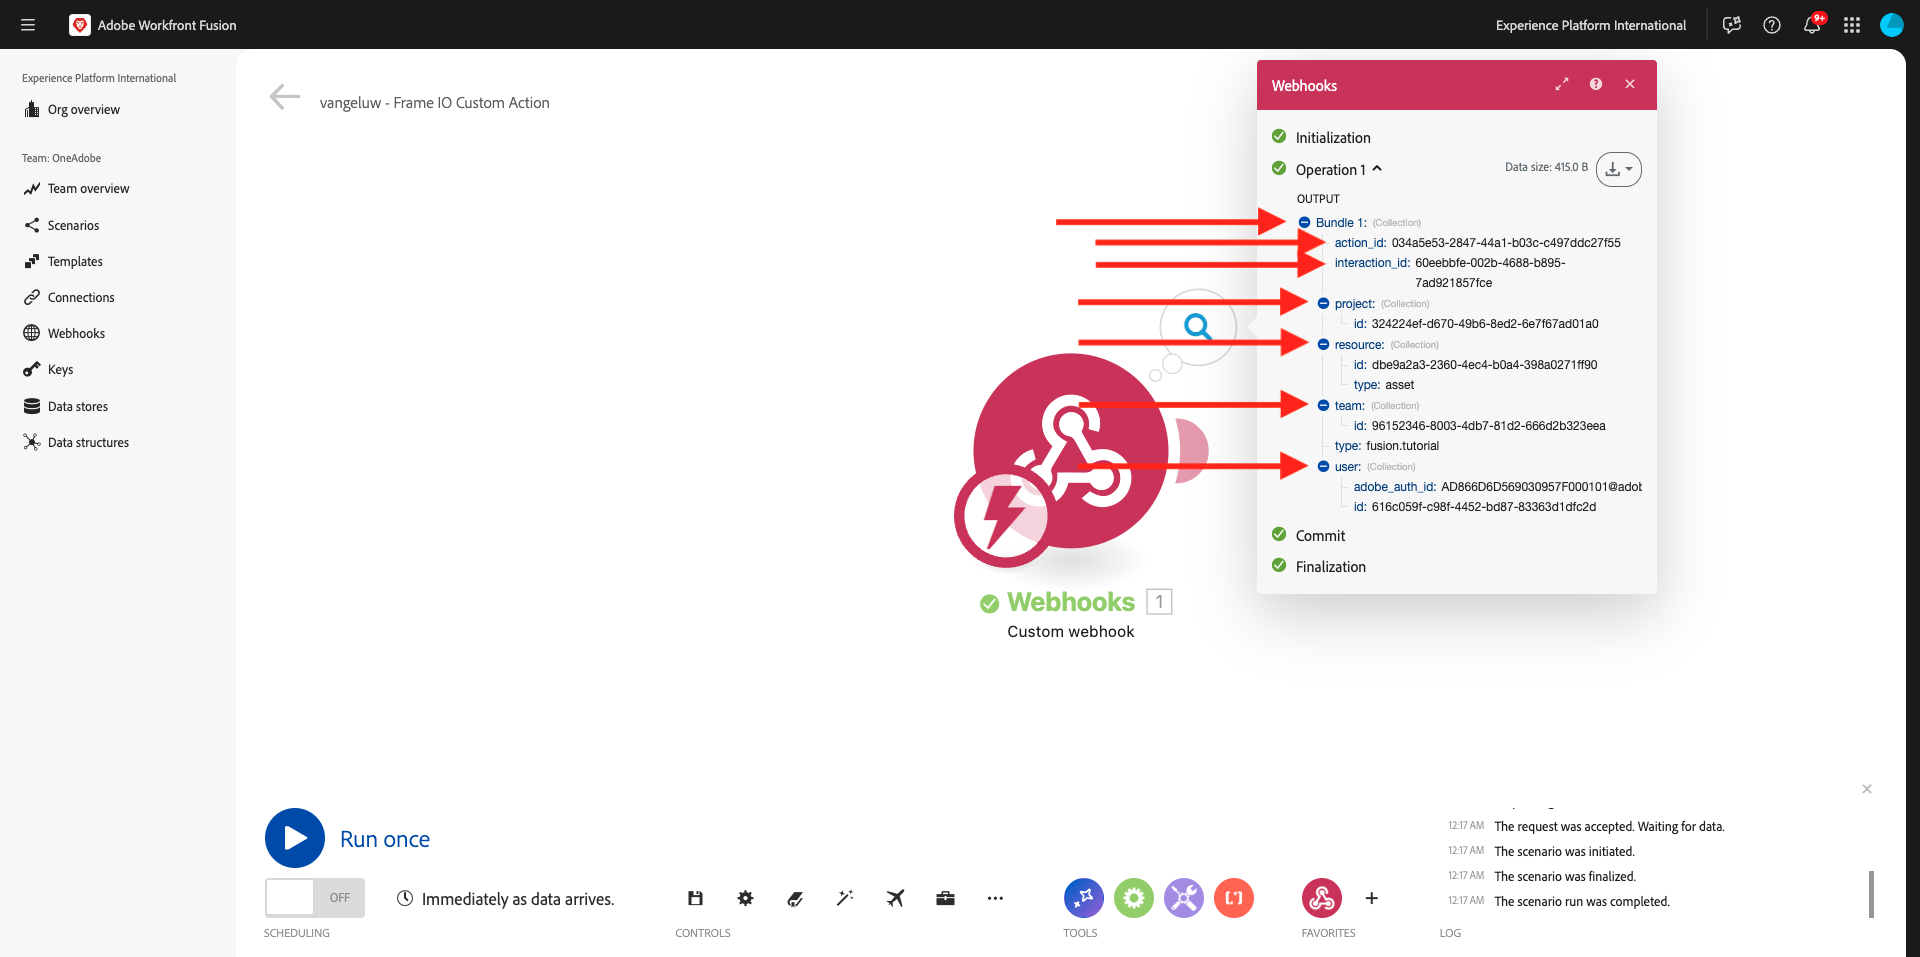 Adobe Workfront Fusion
Experience Platform International
9+
Experience Platform International
Org overview
Team: OneAdobe
Team overview
Scenarios
Templates
Connections
Webhooks
Keys
Data stores
Data structures
vangeluw - Frame IO Custom Action
Webhooks
Initialization
Operation 1
Data size: 415.0 B
OUTPUT
Bundle 1: (Collection)
action_id: 034a5e53-2847-44a1-b03c-c497ddc27f55
interaction_id: 60eebbfe-002b-4688-b895-
7ad921857fce
project: (Collection)
id: 324224ef-d670-49b6-8ed2-6e7f67ad01a0
resource: (Collection)
id: dbe9a2a3-2360-4ec4-b0a4-398a0271ff90
type: asset
team: (Collection)
id: 96152346-8003-4db7-81d2-666d2b323eea
type: fusion.tutorial
user: (Collection)
adobe_auth_id: AD866D6D569030957F000101@adob
id: 616c059f-c98f-4452-bd87-83363d1dfc2d
Commit
Finalization
Webhooks 1
Custom webhook
Run once
OFF
Immediately as data arrives.
SCHEDULING
CONTROLS
TOOLS
FAVORITES
12:17 AM The request was accepted. Waiting for data.
12:17 AM The scenario was initiated.
12:17 AM The scenario was finalized.
12:17 AM The scenario run was completed.
LOG